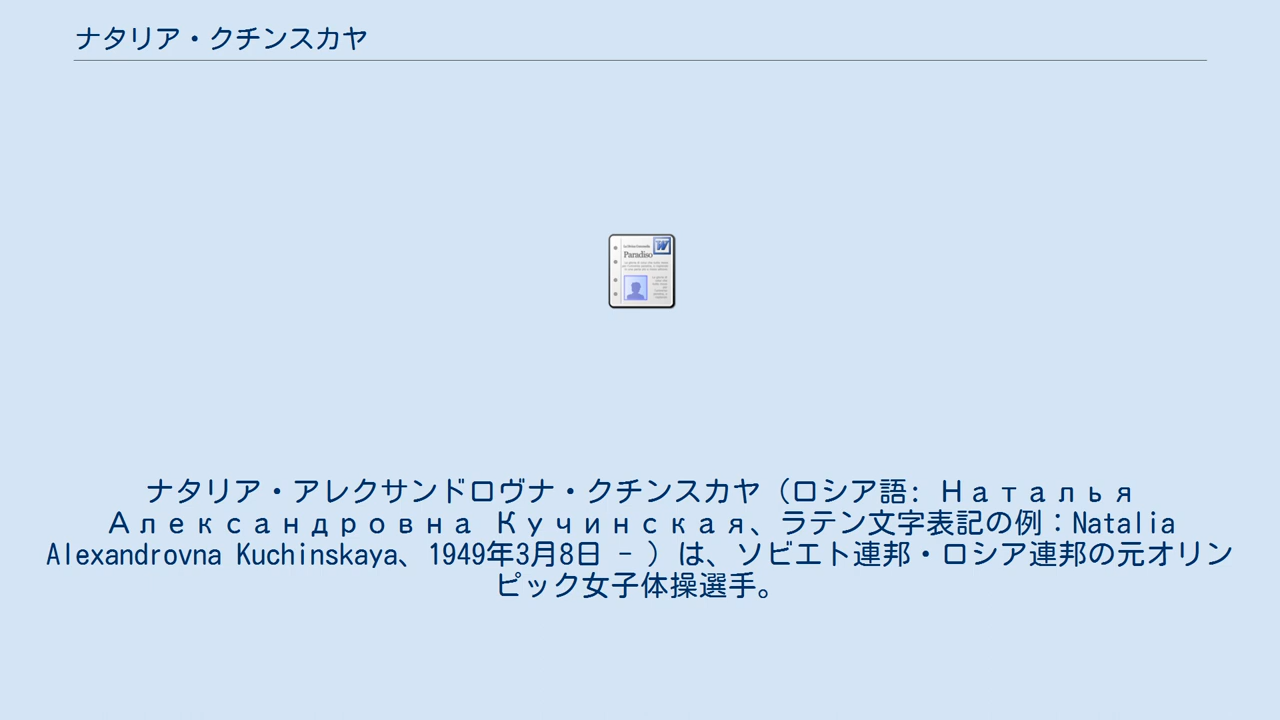 ナタリア・クチンスカヤ
Paradiso
ナタリア・アレクサンドロヴナ・クチンスカヤ（ロシア語: Наталья
Александровна Кучинская、ラテン文字表記の例：Natalia
Alexandrovna Kuchinskaya、1949年3月8日 - ）は、ソビエト連邦・ロシア連邦の元オリン
ピック女子体操選手。